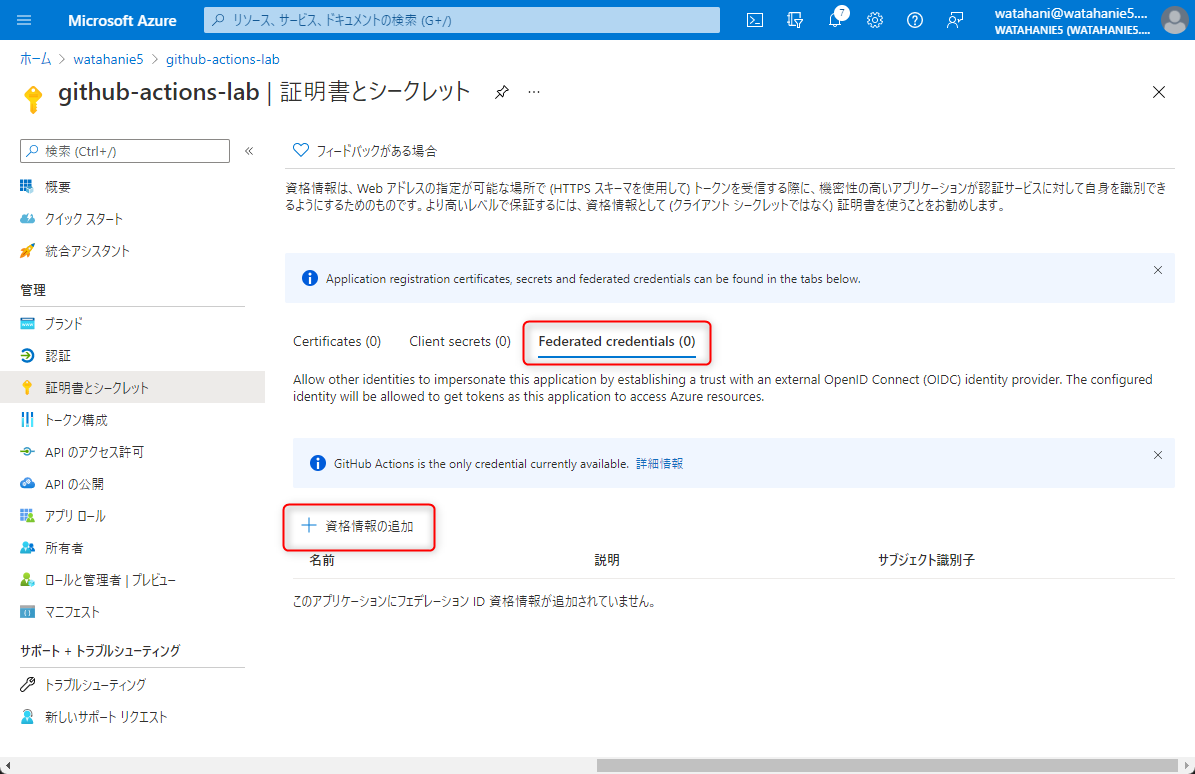 Microsoft Azure
リソース、サービス、ドキュメントの検索 (G+/)
7
watahani@watahanie5....
WATAHANIE5 (WATAHANIE5....
ホーム > watahanie5 > github-actions-lab
github-actions-lab | 証明書とシークレット
検索 (Ctrl+/)
概要
クイック スタート
統合アシスタント
管理
ブランド
認証
証明書とシークレット
トークン構成
API のアクセス許可
API の公開
アプリ ロール
所有者
ロールと管理者 | プレビュー
マニフェスト
サポート + トラブルシューティング
トラブルシューティング
新しいサポート リクエスト
フィードバックがある場合
資格情報は、Web アドレスの指定が可能な場所で (HTTPS スキーマを使用して) トークンを受信する際に、機密性の高いアプリケーションが認証サービスに対して自身を識別でき
るようにするためのものです。より高いレベルで保証するには、資格情報として (クライアント シークレットではなく) 証明書を使うことをお勧めします。
Application registration certificates, secrets and federated credentials can be found in the tabs below.
Certificates (0) Client secrets (0) Federated credentials (0)
Allow other identities to impersonate this application by establishing a trust with an external OpenID Connect (OIDC) identity provider. The configured
identity will be allowed to get tokens as this application to access Azure resources.
GitHub Actions is the only credential currently available. 詳細情報
資格情報の追加
名前 説明 サブジェクト識別子
このアプリケーションにフェデレーション ID 資格情報が追加されていません。